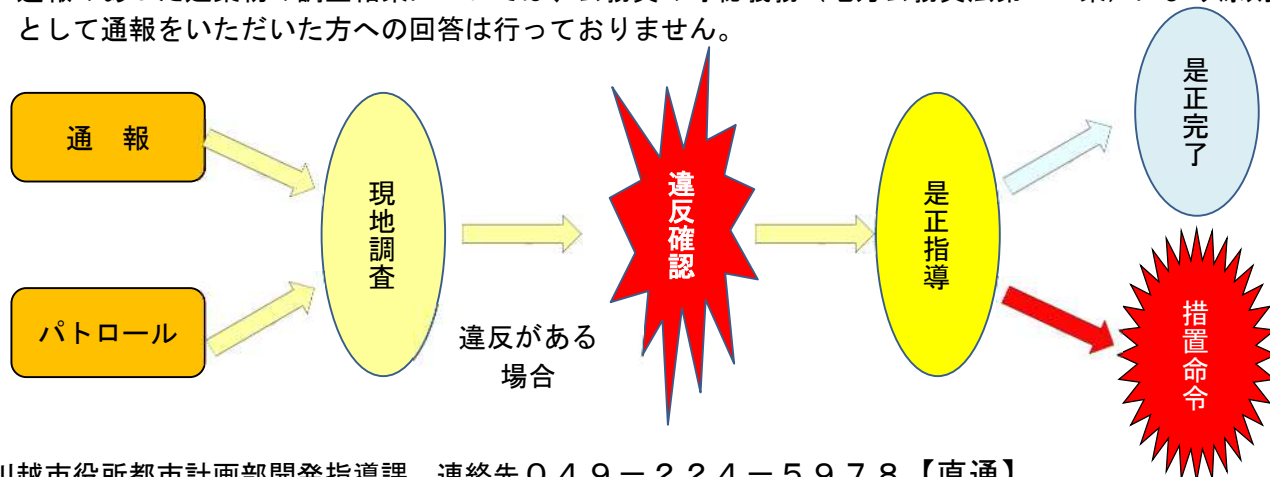 として通報をいただいた方への回答は行っておりません。
通　報
パトロール
現地調査
違反がある
場合
違反確認
是正指導
是正完了
措置命令
川越市役所都市計画部開発指導課　連絡先０４９－２２４－５９７８【直通】